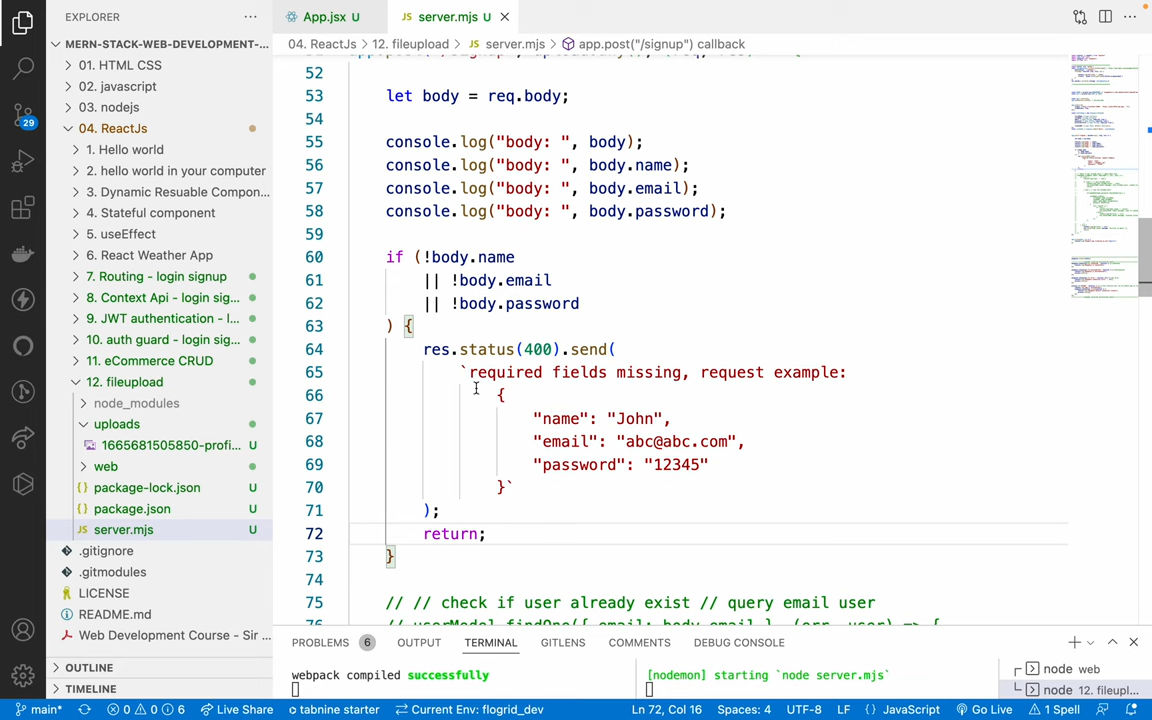 EXPLORER
App.jsx U
server.mjs U
MERN-STACK-WEB-DEVELOPMENT-...
04. ReactJs > 12. fileupload > server.mjs > app.post("/signup") callback
01. HTML CSS
02. javascript
03. nodejs
04. ReactJs
1. Hello world
2. hello world in your computer
3. Dynamic Resuable Compon...
4. Stateful component
5. useEffect
6. React Weather App
7. Routing - login signup
8. Context Api - login sig...
9. JWT authentication - l...
10. auth guard - login sig...
11. eCommerce CRUD
12. fileupload
node_modules
uploads
1665681505850-profi... U
web
package-lock.json U
package.json U
server.mjs U
.gitignore
.gitmodules
LICENSE
README.md
Web Development Course - Sir ...
OUTLINE
TIMELINE
52
53 let body = req.body;
54
55 console.log("body: ", body);
56 console.log("body: ", body.name);
57 console.log("body: ", body.email);
58 console.log("body: ", body.password);
59
60 if (!body.name
61 || !body.email
62 || !body.password
63 ) {
64 res.status(400).send(
65 `required fields missing, request example:
66 {
67 "name": "John",
68 "email": "abc@abc.com",
69 "password": "12345"
70 }`
71 );
72 return;
73 }
74
75 // // check if user already exist // query email user
76 // userModel.findOne({ email: body.email }, (err, user) => {
PROBLEMS 6 OUTPUT TERMINAL GITLENS COMMENTS DEBUG CONSOLE
webpack compiled successfully
[nodemon] starting `node server.mjs`
node web
node 12. fileupl...
29
main* 0 0 6 Live Share tabnine starter Current Env: flogrid_dev Ln 72, Col 16 Spaces: 4 UTF-8 LF {} JavaScript Go Live 1 Spell